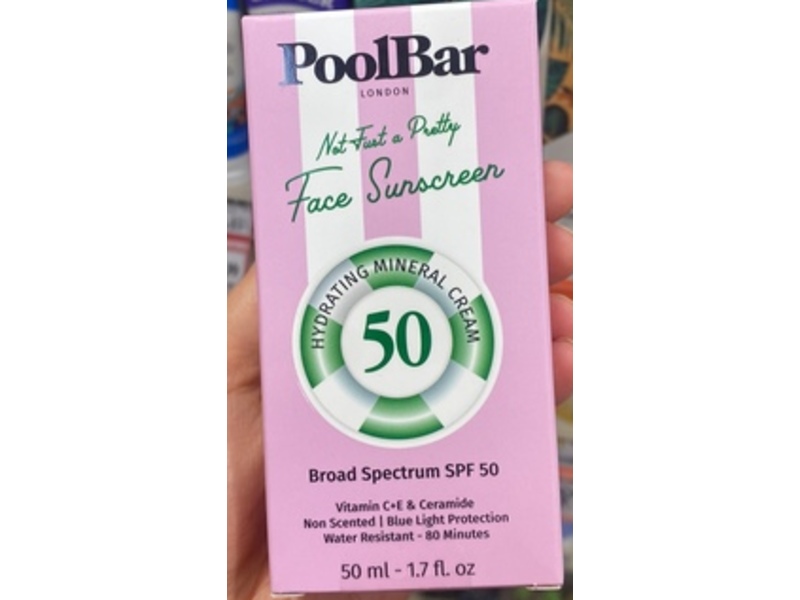 PoolBar
LONDON
Not Just a Pretty
Face Sunscreen
HYDRATING MINERAL CREAM
50
Broad Spectrum SPF 50
Vitamin C+E & Ceramide
Non Scented | Blue Light Protection
Water Resistant - 80 Minutes
50 ml - 1.7 fl. oz